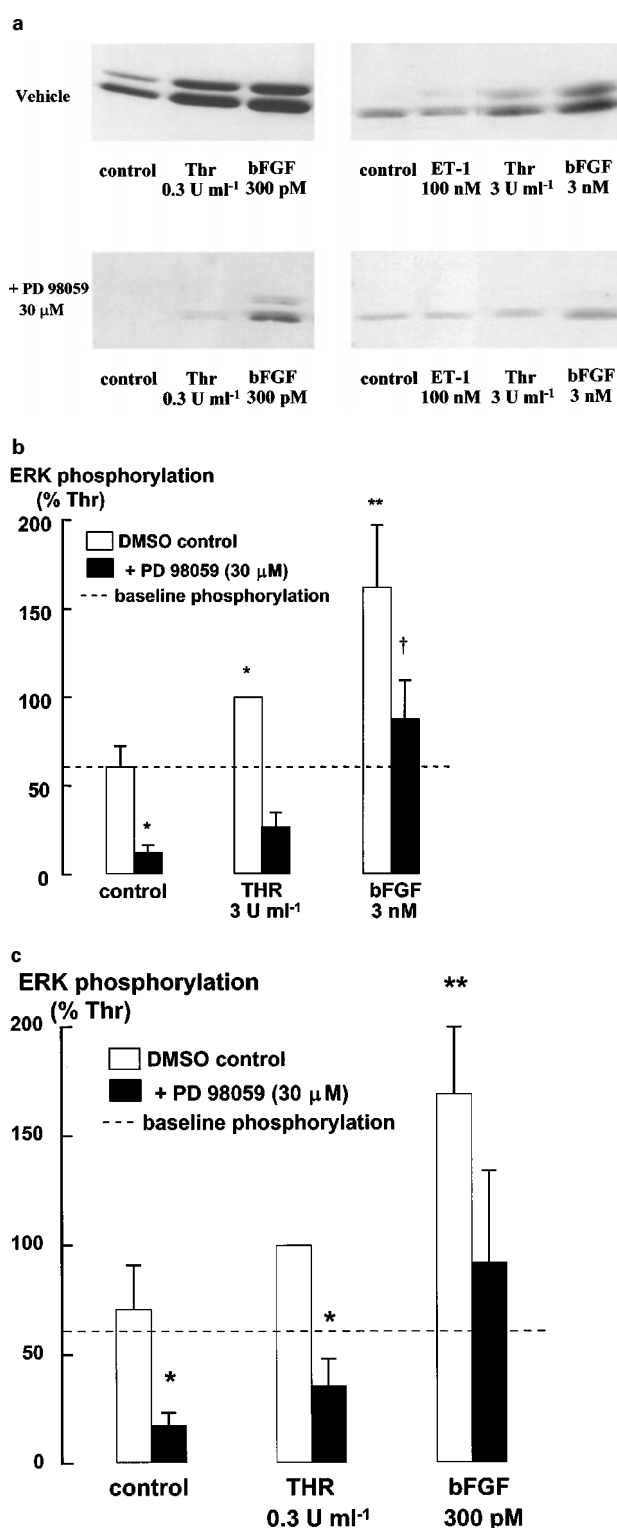 a
Vehicle
control Thr bFGF control ET-1 Thr bFGF
0.3 U ml⁻¹ 300 pM 100 nM 3 U ml⁻¹ 3 nM
+ PD 98059
30 µM
control Thr bFGF control ET-1 Thr bFGF
0.3 U ml⁻¹ 300 pM 100 nM 3 U ml⁻¹ 3 nM
b
ERK phosphorylation
(% Thr)
200
**
DMSO control
+ PD 98059 (30 µM)
--- baseline phosphorylation
150
†
*
100
50
*
0
control THR bFGF
3 U ml⁻¹ 3 nM
c
ERK phosphorylation
(% Thr)
**
200
DMSO control
+ PD 98059 (30 µM)
--- baseline phosphorylation
150
100
*
50
*
0
control THR bFGF
0.3 U ml⁻¹ 300 pM